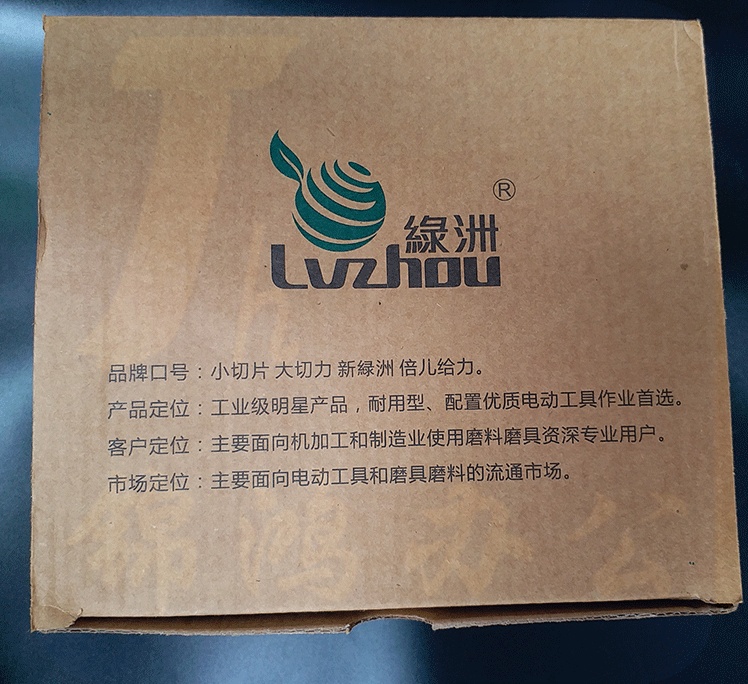 ®
綠洲
Lvzhou
品牌口号：小切片 大切力 新綠洲 倍儿给力。
产品定位：工业级明星产品，耐用型、配置优质电动工具作业首选。
客户定位：主要面向机加工和制造业使用磨料磨具资深专业用户。
市场定位：主要面向电动工具和磨具磨料的流通市场。